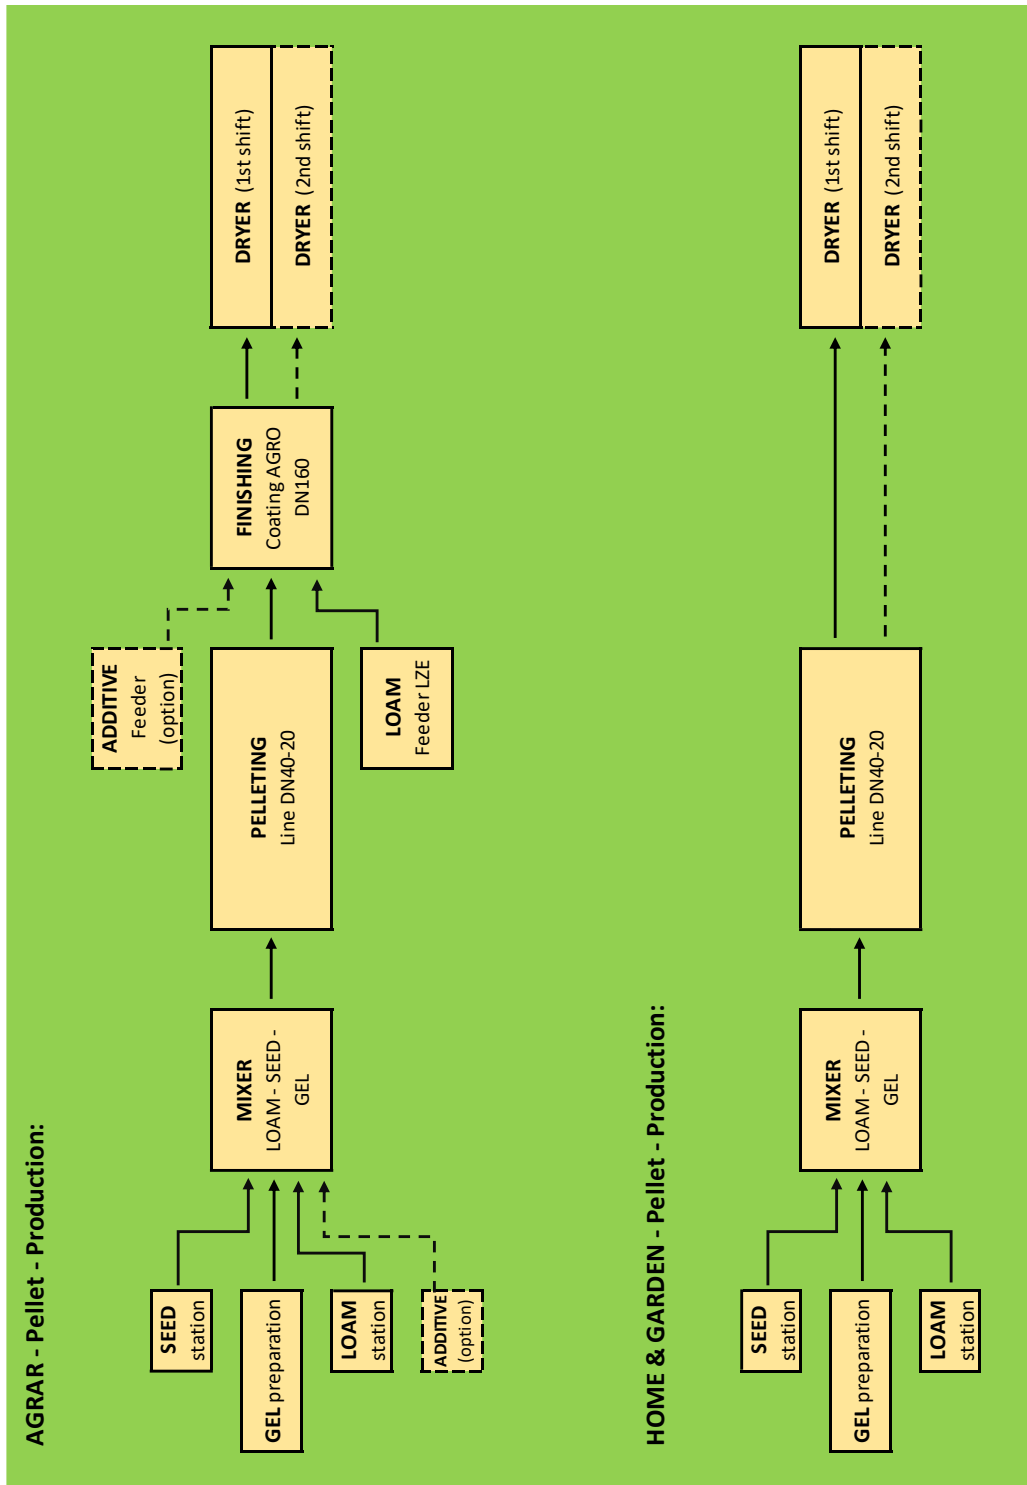 AGRAR - Pellet - Production:
SEED
station
GEL preparation
LOAM
station
ADDITIVE
(option)
MIXER
LOAM - SEED -
GEL
PELLETING
Line DN40-20
ADDITIVE
Feeder
(option)
LOAM
Feeder LZE
FINISHING
Coating AGRO
DN160
DRYER (1st shift)
DRYER (2nd shift)
HOME & GARDEN - Pellet - Production:
SEED
station
GEL preparation
LOAM
station
MIXER
LOAM - SEED -
GEL
PELLETING
Line DN40-20
DRYER (1st shift)
DRYER (2nd shift)